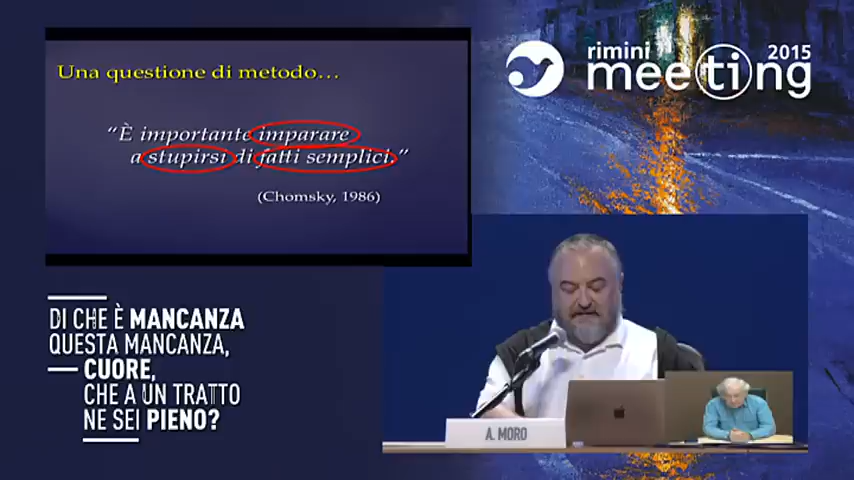 Una questione di metodo...
"È importante imparare
a stupirsi di fatti semplici."
(Chomsky, 1986)
rimini 2015
meeting
DI CHE È MANCANZA
QUESTA MANCANZA,
CUORE,
CHE A UN TRATTO
NE SEI PIENO?
A. MORO